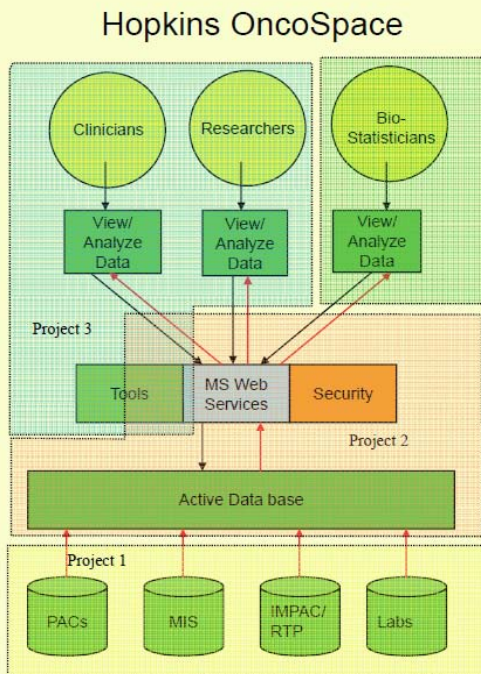 Hopkins OncoSpace
Clinicians
Researchers
Bio-
Statisticians
View/
Analyze
Data
View/
Analyze
Data
View/
Analyze
Data
Project 3
Tools
MS Web
Services
Security
Project 2
Active Data base
Project 1
PACs
MIS
IMPAC/
RTP
Labs